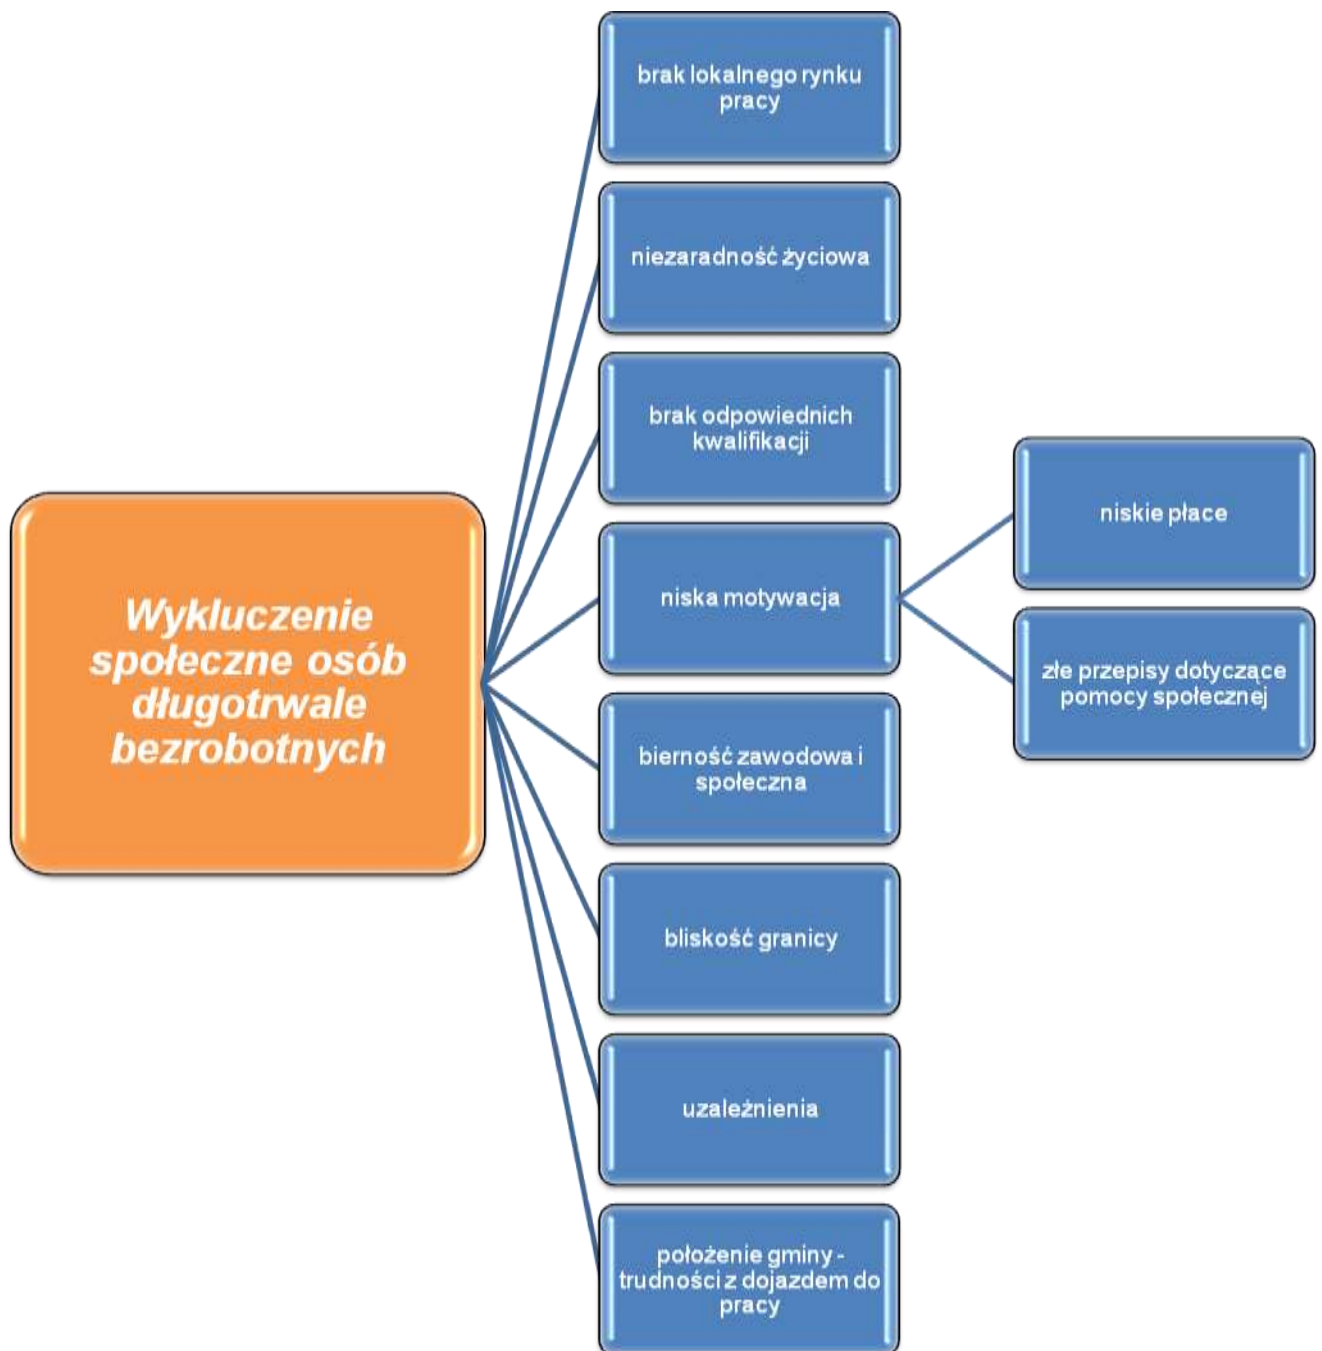 Wykluczenie
społeczne osób
długotrwale
bezrobotnych
brak lokalnego rynku
pracy
niezaradność życiowa
brak odpowiednich
kwalifikacji
niska motywacja
bierność zawodowa i
społeczna
bliskość granicy
uzależnienia
położenie gminy -
trudności z dojazdem do
pracy
niskie płace
złe przepisy dotyczące
pomocy społecznej